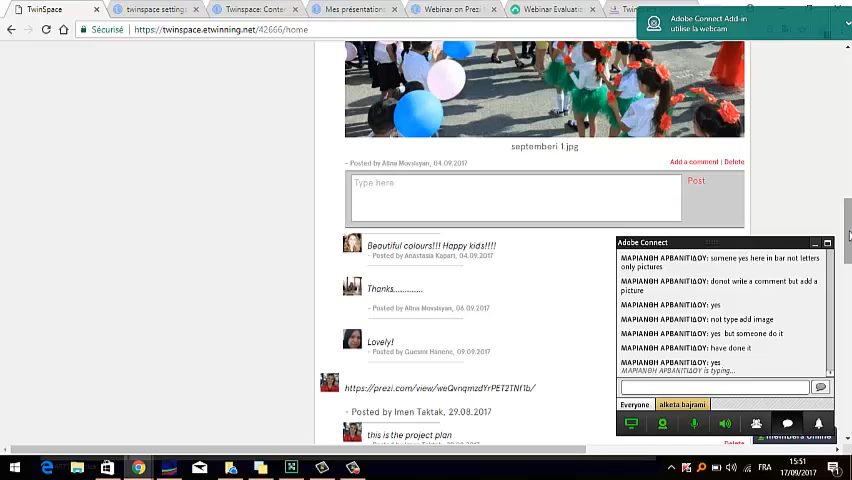 TwinSpace
twinspace setting
Twinspace: Conter
Mes présentation
Webinar on Prezi
Webinar Evaluatio
Adobe Connect Add-in
utilise la webcam
Sécurisé
https://twinspace.etwinning.net/42666/home
septemberi 1.jpg
- Posted by Alina Movslayan, 04.09.2017
Add a comment | Delete
Type here
Post
Beautiful colours!!! Happy kids!!!!
- Posted by Anastasia Kapari, 04.09.2017
Thanks............
- Posted by Alina Movslayan, 06.09.2017
Lovely!
- Posted by Guesmi Hanene, 09.09.2017
https://prezi.com/view/weQvnqmzdYrPET2TNf1b/
- Posted by Imen Taktak, 29.08.2017
this is the project plan
Delete
Adobe Connect
ΜΑΡΙΑΝΘΗ ΑΡΒΑΝΙΤΙΔΟΥ: somene yes here in bar not letters
only pictures
ΜΑΡΙΑΝΘΗ ΑΡΒΑΝΙΤΙΔΟΥ: donot write a comment but add a
picture
ΜΑΡΙΑΝΘΗ ΑΡΒΑΝΙΤΙΔΟΥ: yes
ΜΑΡΙΑΝΘΗ ΑΡΒΑΝΙΤΙΔΟΥ: not type add image
ΜΑΡΙΑΝΘΗ ΑΡΒΑΝΙΤΙΔΟΥ: yes but someone do it
ΜΑΡΙΑΝΘΗ ΑΡΒΑΝΙΤΙΔΟΥ: have done it
ΜΑΡΙΑΝΘΗ ΑΡΒΑΝΙΤΙΔΟΥ: yes
ΜΑΡΙΑΝΘΗ ΑΡΒΑΝΙΤΙΔΟΥ is typing...
Everyone
alketa bajrami
Members Online
FRA
15:51
17/09/2017